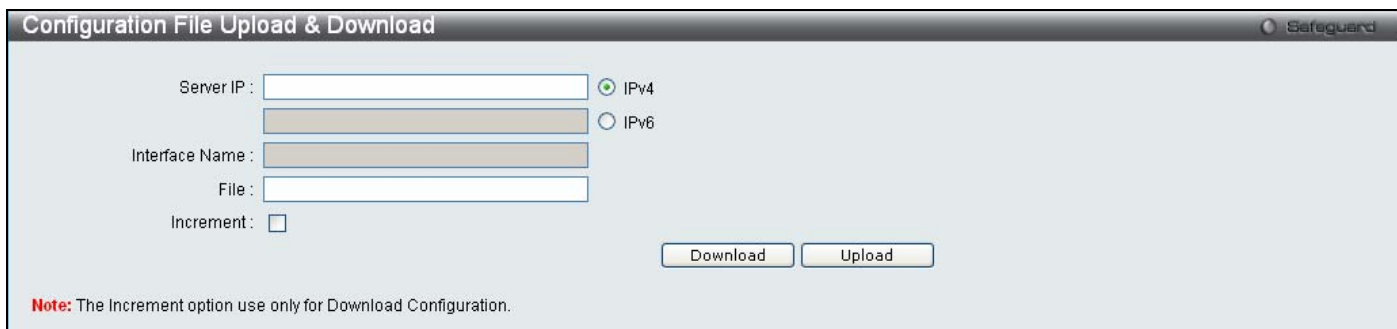 Configuration File Upload & Download
Safeguard
Server IP :
IPv4
IPv6
Interface Name :
File :
Increment :
Download Upload
Note: The Increment option use only for Download Configuration.